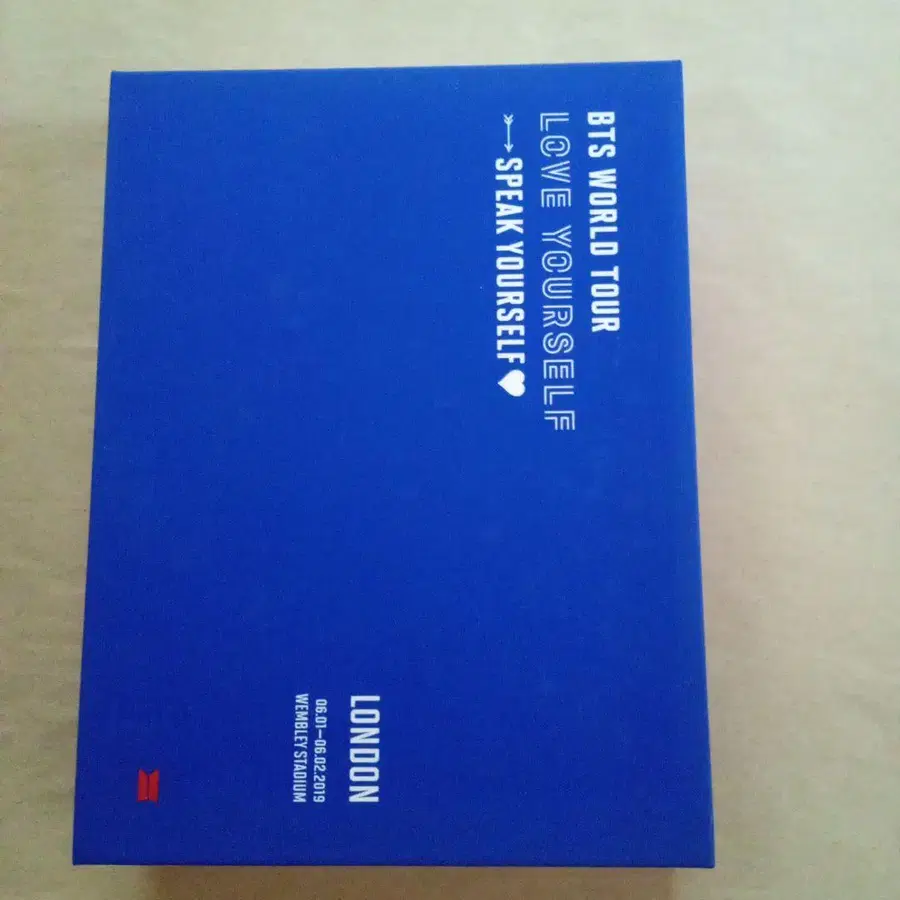 BTS WORLD TOUR
LOVE YOURSELF
SPEAK YOURSELF
LONDON
06.01–06.02.2019
WEMBLEY STADIUM